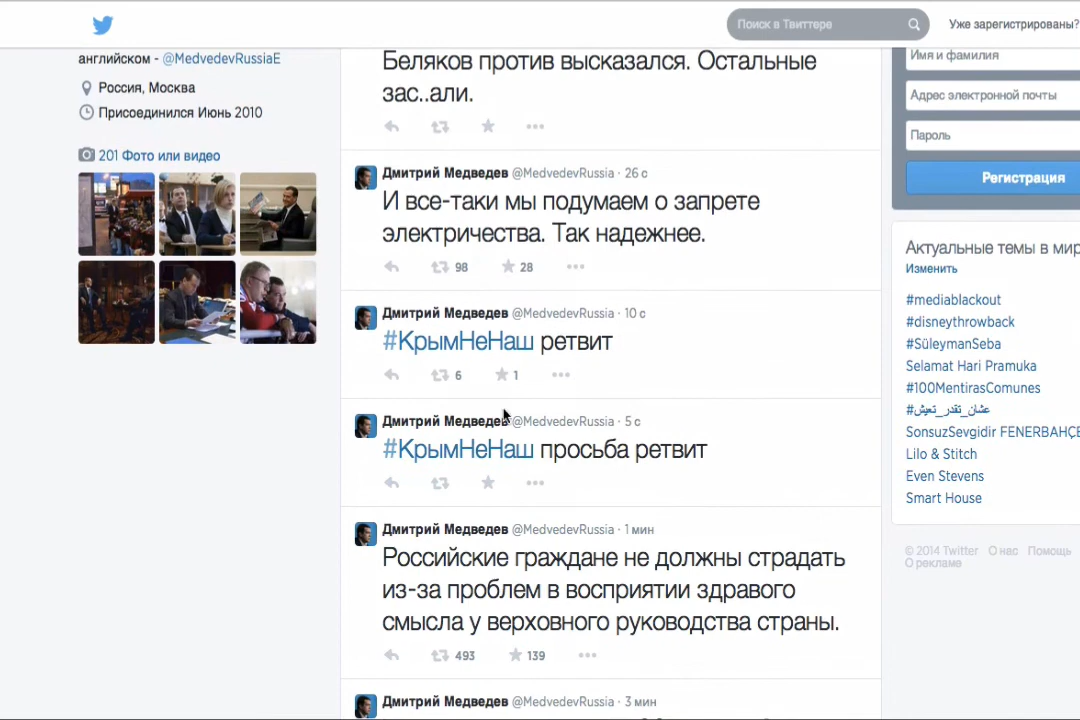 Поиск в Твиттере
Уже зарегистрированы?
английском - @MedvedevRussiaE
Россия, Москва
Присоединился Июнь 2010
201 Фото или видео
Беляков против высказался. Остальные
зас..али.
Дмитрий Медведев @MedvedevRussia · 26 с
И все-таки мы подумаем о запрете
электричества. Так надежнее.
98 28
Дмитрий Медведев @MedvedevRussia · 10 с
#КрымНеНаш ретвит
6 1
Дмитрий Медведев @MedvedevRussia · 5 с
#КрымНеНаш просьба ретвит
Дмитрий Медведев @MedvedevRussia · 1 мин
Российские граждане не должны страдать
из-за проблем в восприятии здравого
смысла у верховного руководства страны.
493 139
Дмитрий Медведев @MedvedevRussia · 3 мин
Имя и фамилия
Адрес электронной почты
Пароль
Регистрация
Актуальные темы в мир
Изменить
#mediablackout
#disneythrowback
#SüleymanSeba
Selamat Hari Pramuka
#100MentirasComunes
#عشان_تقدر_تعيش
SonsuzSevgidir FENERBAHÇE
Lilo & Stitch
Even Stevens
Smart House
© 2014 Twitter О нас Помощь
О рекламе